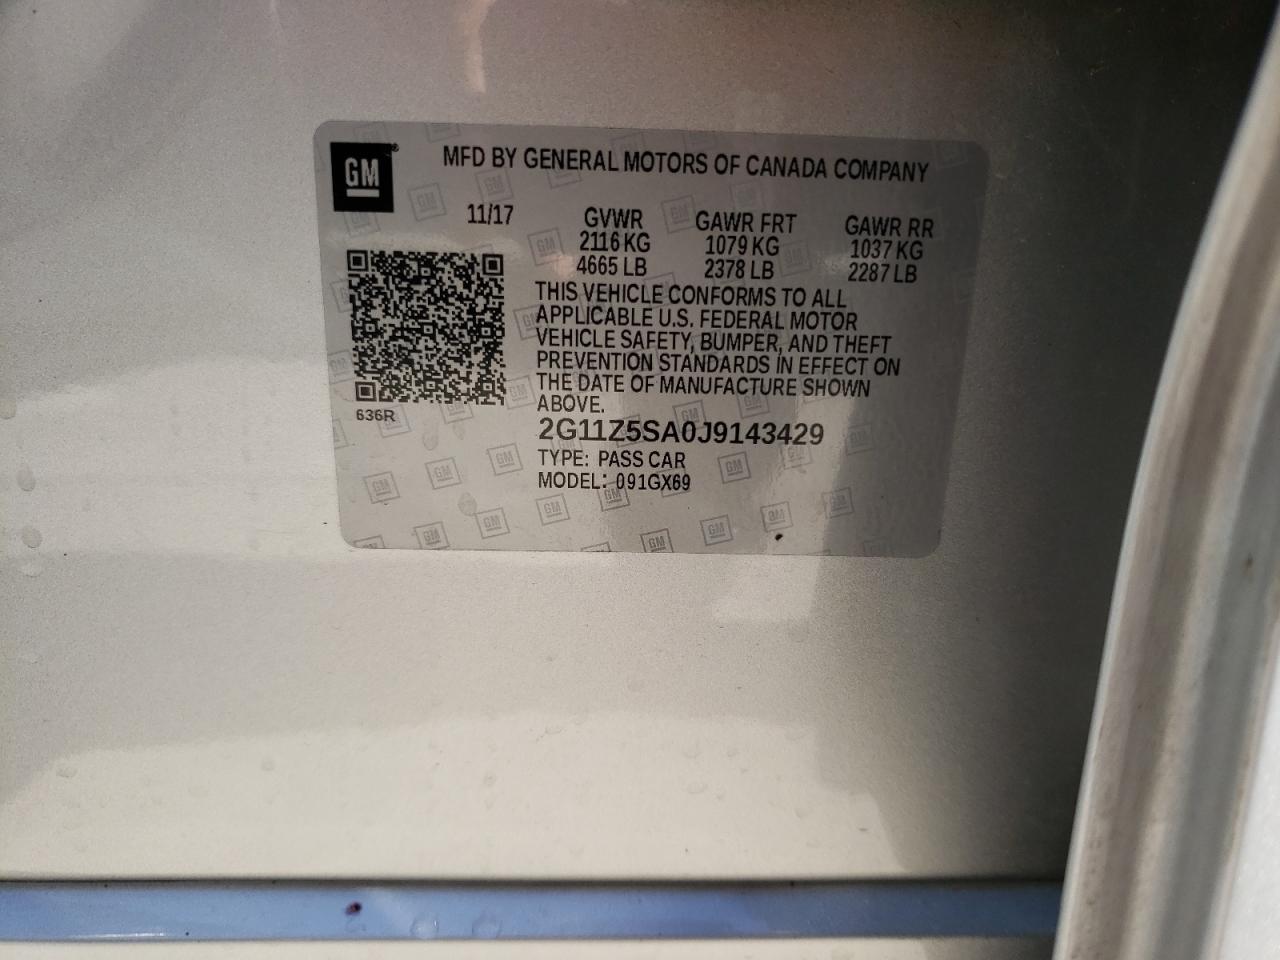 GM
MFD BY GENERAL MOTORS OF CANADA COMPANY
11/17
GVWR GAWR FRT GAWR RR
2116 KG 1079 KG 1037 KG
4665 LB 2378 LB 2287 LB
THIS VEHICLE CONFORMS TO ALL
APPLICABLE U.S. FEDERAL MOTOR
VEHICLE SAFETY, BUMPER, AND THEFT
PREVENTION STANDARDS IN EFFECT ON
THE DATE OF MANUFACTURE SHOWN
ABOVE.
636R
2G11Z5SA0J9143429
TYPE: PASS CAR
MODEL: 091GX69